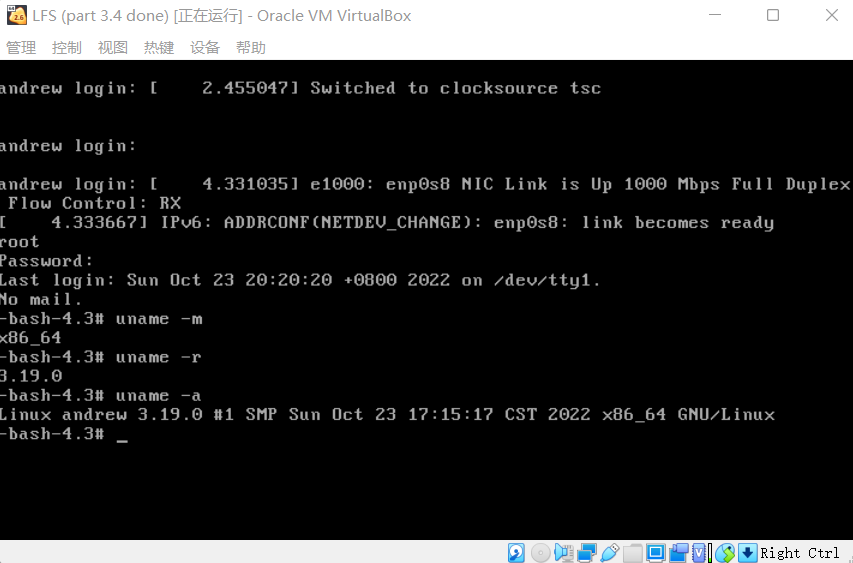 LFS (part 3.4 done) [正在运行] - Oracle VM VirtualBox
管理 控制 视图 热键 设备 帮助
andrew login: [    2.455047] Switched to clocksource tsc
andrew login:
andrew login: [    4.331035] e1000: enp0s8 NIC Link is Up 1000 Mbps Full Duplex
 Flow Control: RX
[    4.333667] IPv6: ADDRCONF(NETDEV_CHANGE): enp0s8: link becomes ready
root
Password:
Last login: Sun Oct 23 20:20:20 +0800 2022 on /dev/tty1.
No mail.
-bash-4.3# uname -m
x86_64
-bash-4.3# uname -r
3.19.0
-bash-4.3# uname -a
Linux andrew 3.19.0 #1 SMP Sun Oct 23 17:15:17 CST 2022 x86_64 GNU/Linux
-bash-4.3# _
Right Ctrl